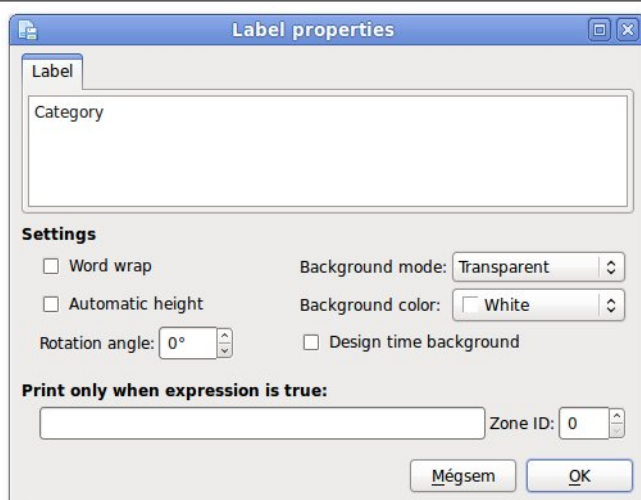 Label properties
Label
Category
Settings
Word wrap
Background mode: Transparent
Automatic height
Background color: White
Rotation angle: 0°
Design time background
Print only when expression is true:
Zone ID: 0
Mégsem
OK